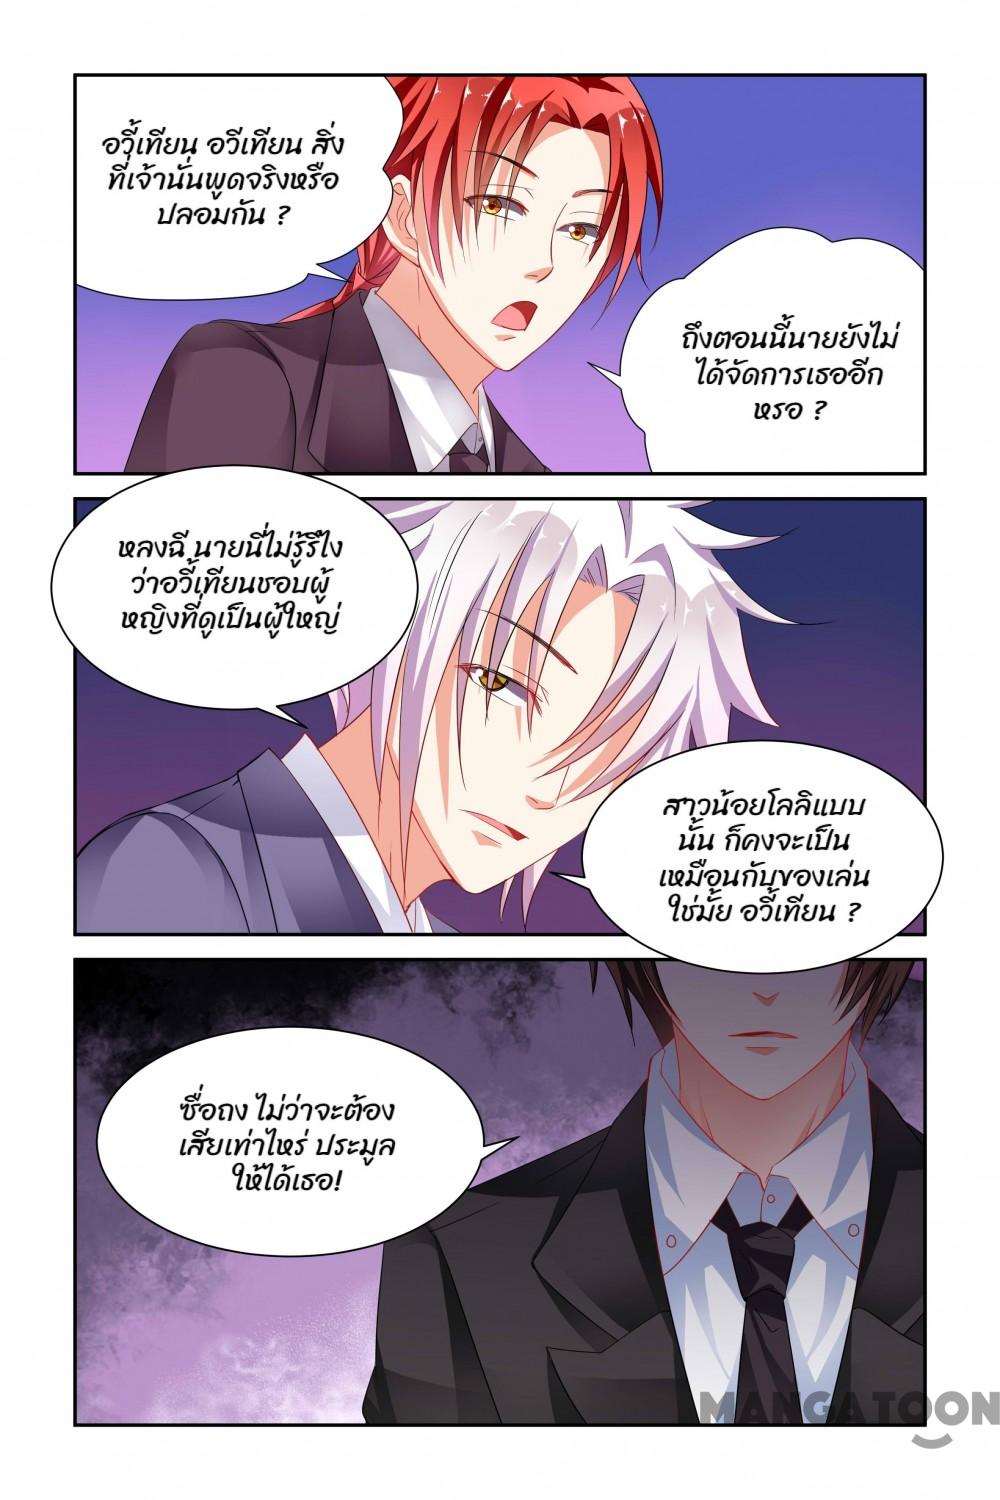 อวี้เทียน อวีเทียน สิ่ง
ที่เจ้านั่นพูดจริงหรือ
ปลอมกัน ?
ถึงตอนนี้นายยังไม่
ได้จัดการเธออีก
หรอ ?
หลงฉี นายนี่ไม่รู้รึไง
ว่าอวี้เทียนชอบผู้
หญิงที่ดูเป็นผู้ใหญ่
สาวน้อยโลลิแบบ
นั้น ก็คงจะเป็น
เหมือนกับของเล่น
ใช่มั้ย อวี้เทียน ?
ซื่อถง ไม่ว่าจะต้อง
เสียเท่าไหร่ ประมูล
ให้ได้เธอ!
MANGATOON